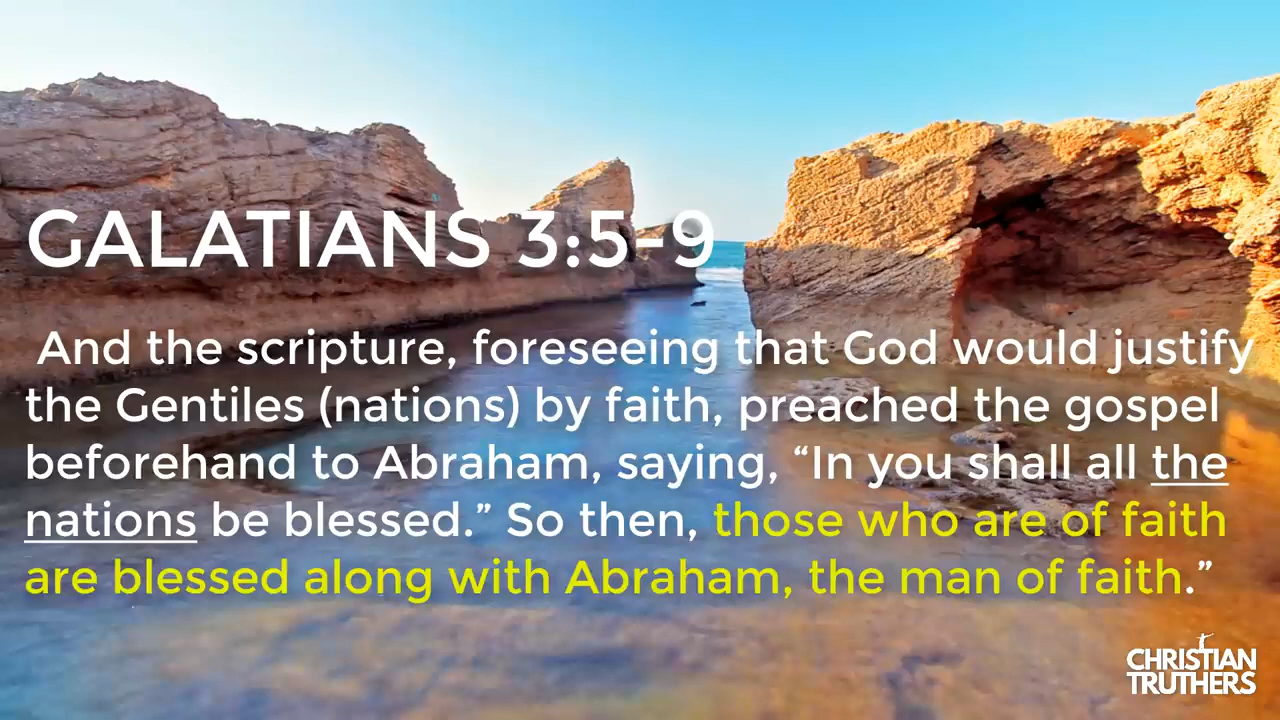 GALATIANS 3:5-9
And the scripture, foreseeing that God would justify
the Gentiles (nations) by faith, preached the gospel
beforehand to Abraham, saying, “In you shall all the
nations be blessed.” So then, those who are of faith
are blessed along with Abraham, the man of faith.”
CHRISTIAN
TRUTHERS